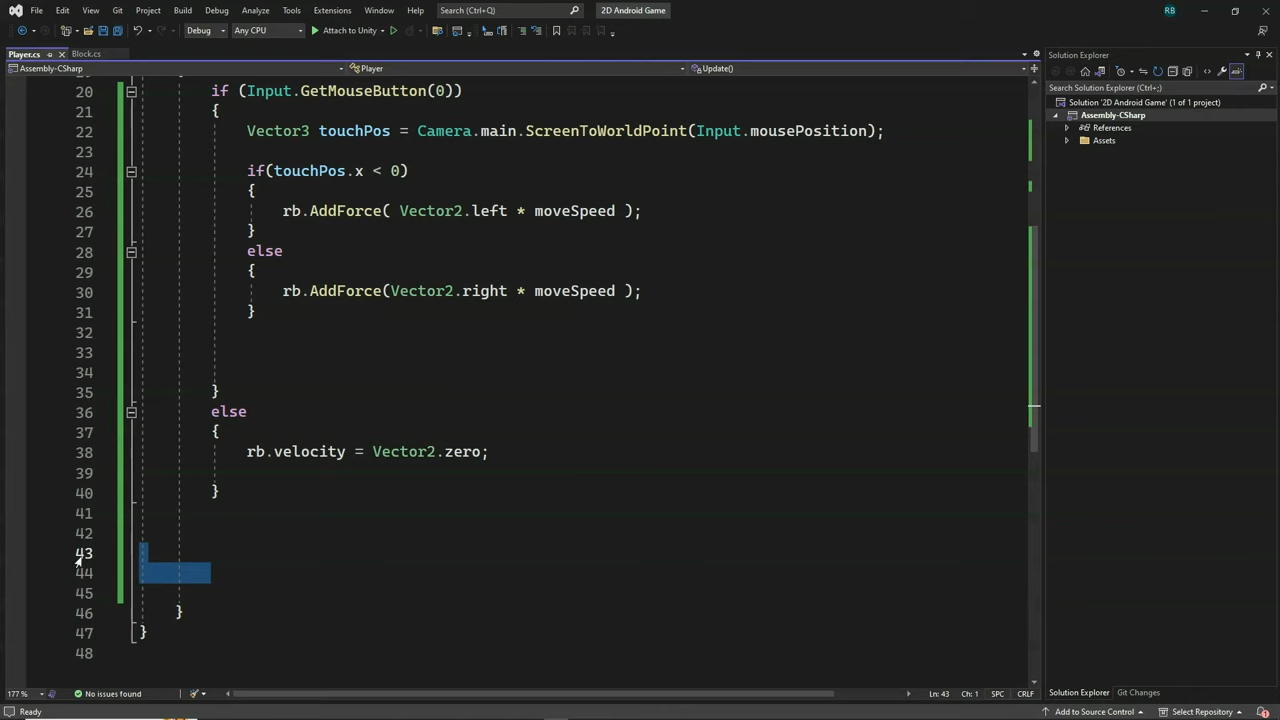 File Edit View Git Project Build Debug Test Analyze Tools Extensions Window Help Search (Ctrl+Q) 2D Android Game RB
Debug Any CPU Attach to Unity
Player.cs Block.cs Solution Explorer
Assembly-CSharp Player Update()
Search Solution Explorer (Ctrl+;)
Solution '2D Android Game' (1 of 1 project)
Assembly-CSharp
References
Assets
20 if (Input.GetMouseButton(0))
21 {
22 Vector3 touchPos = Camera.main.ScreenToWorldPoint(Input.mousePosition);
23
24 if(touchPos.x < 0)
25 {
26 rb.AddForce( Vector2.left * moveSpeed );
27 }
28 else
29 {
30 rb.AddForce(Vector2.right * moveSpeed );
31 }
32
33
34
35 }
36 else
37 {
38 rb.velocity = Vector2.zero;
39
40 }
41
42
43
44
45
46 }
47 }
48
177 % No issues found Ln: 43 Ch: 1 SPC CRLF Solution Explorer Git Changes
Ready Add to Source Control Select Repository 1